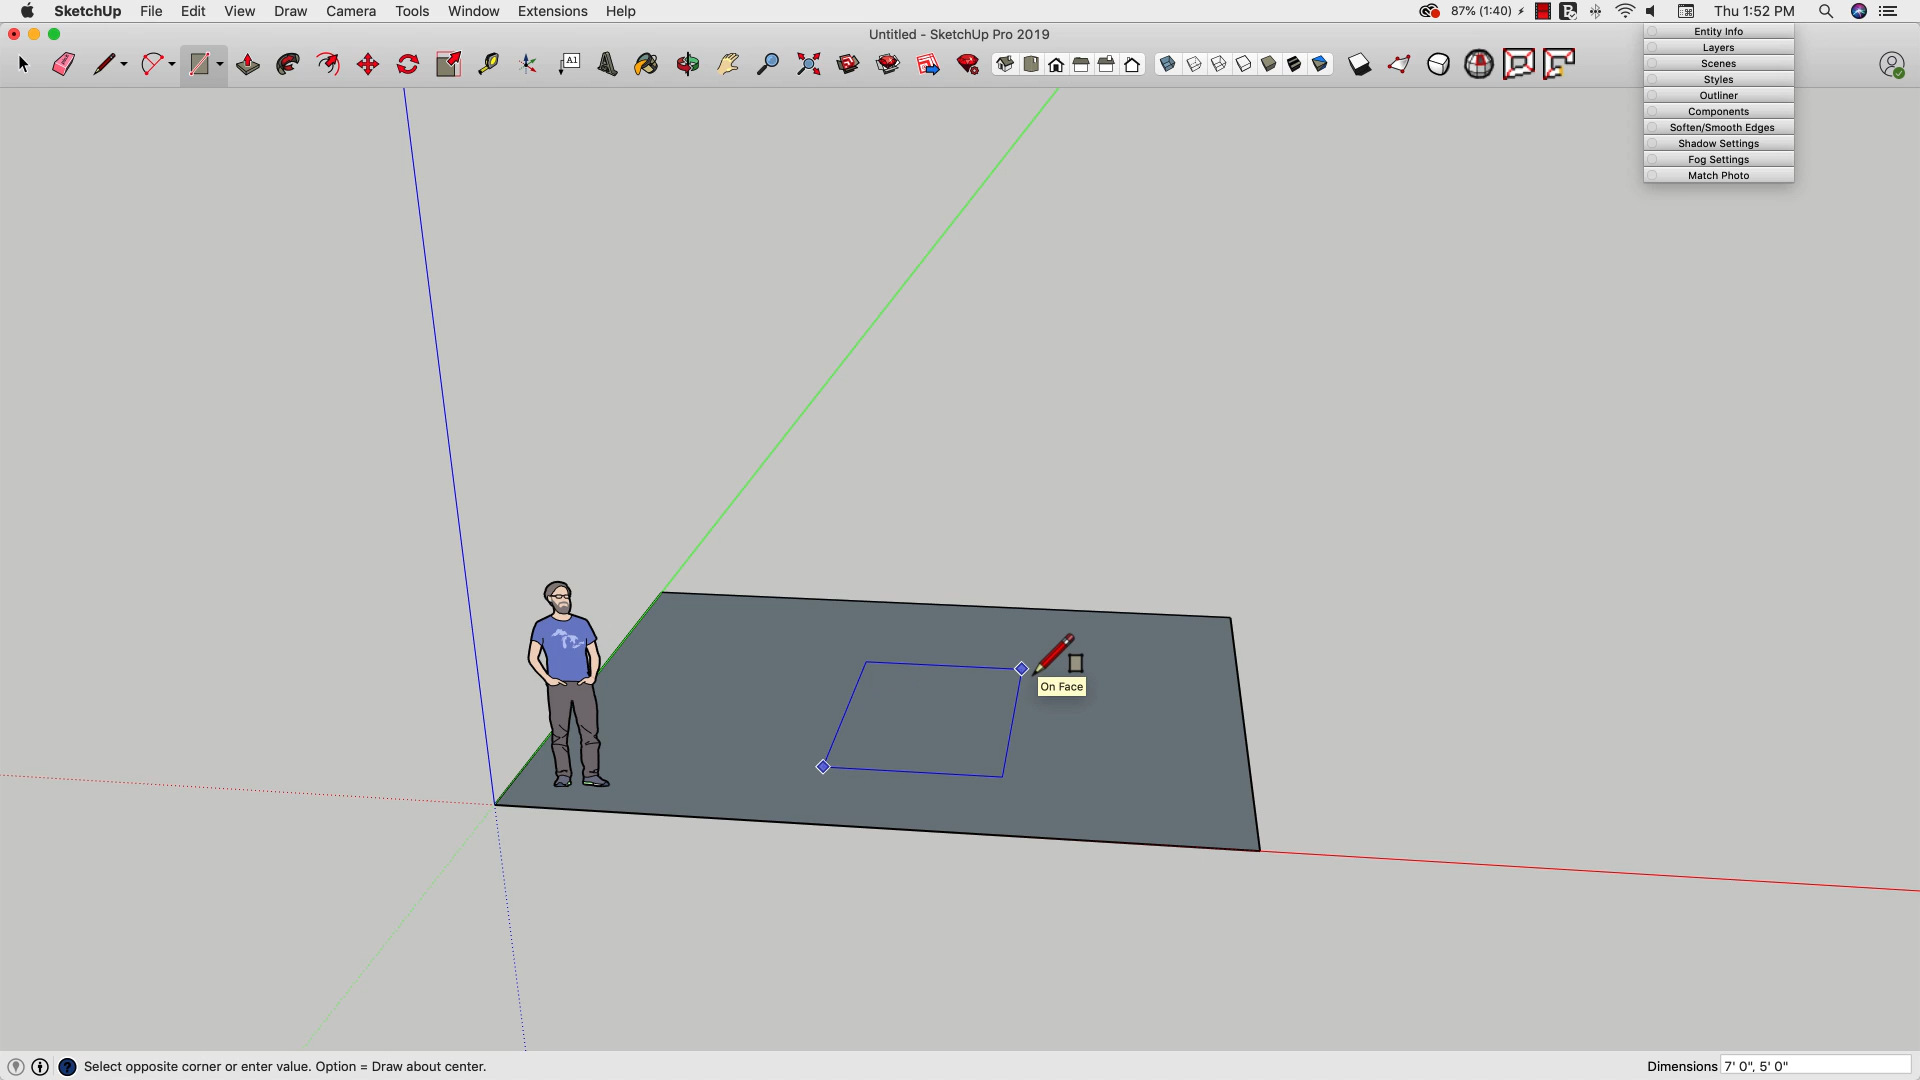 SketchUp File Edit View Draw Camera Tools Window Extensions Help 87% (1:40) Thu 1:52 PM
Untitled - SketchUp Pro 2019
A1
Entity Info
Layers
Scenes
Styles
Outliner
Components
Soften/Smooth Edges
Shadow Settings
Fog Settings
Match Photo
On Face
Select opposite corner or enter value. Option = Draw about center. Dimensions 7' 0", 5' 0"